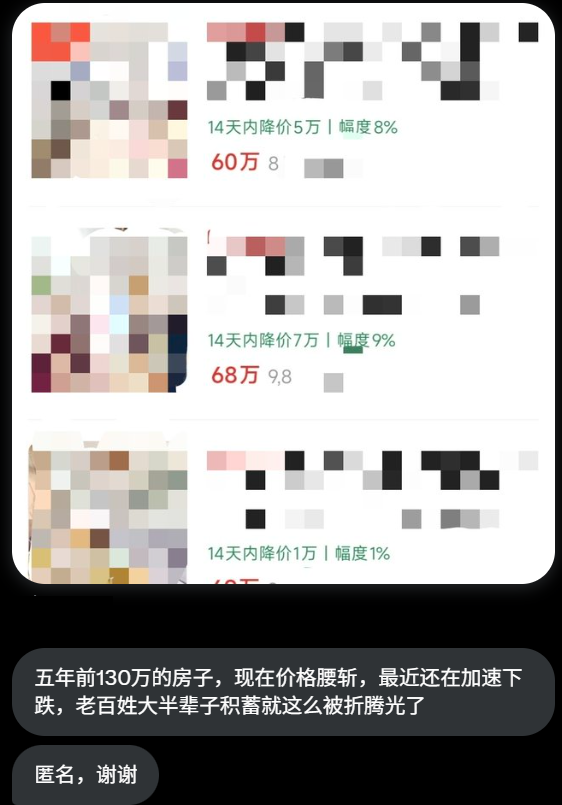 14天内降价5万丨幅度8%
60万 8
14天内降价7万丨幅度9%
68万 9,8
14天内降价1万丨幅度1%
五年前130万的房子，现在价格腰斩，最近还在加速下
跌，老百姓大半辈子积蓄就这么被折腾光了
匿名，谢谢